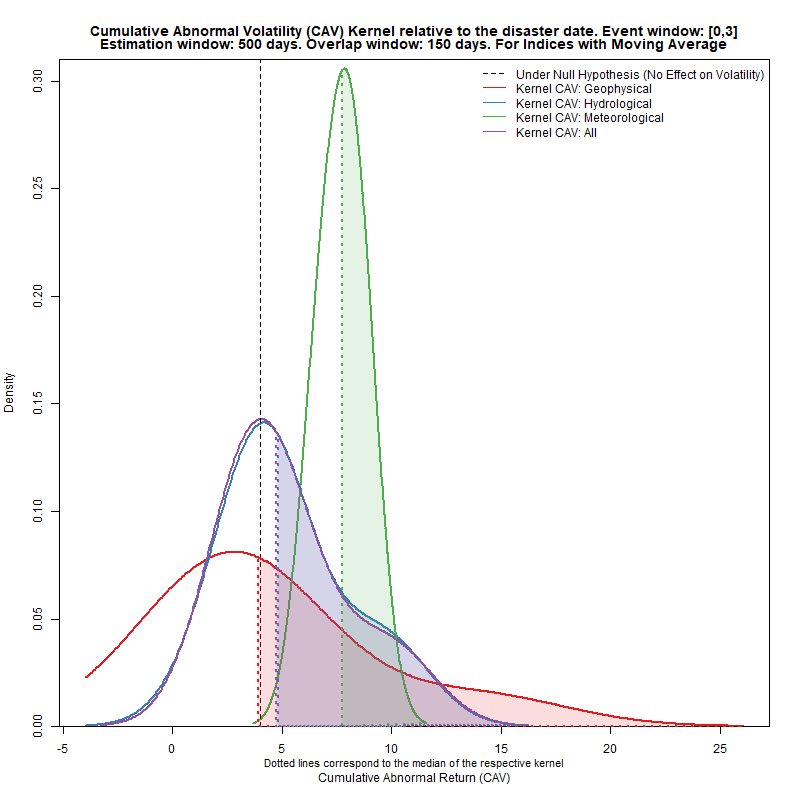 Cumulative Abnormal Volatility (CAV) Kernel relative to the disaster date. Event window: [0,3]
Estimation window: 500 days. Overlap window: 150 days. For Indices with Moving Average
Under Null Hypothesis (No Effect on Volatility)
Kernel CAV: Geophysical
Kernel CAV: Hydrological
Kernel CAV: Meteorological
Kernel CAV: All
0.30
0.25
0.20
0.15
0.10
0.05
0.00
Density
-5 0 5 10 15 20 25
Dotted lines correspond to the median of the respective kernel
Cumulative Abnormal Return (CAV)